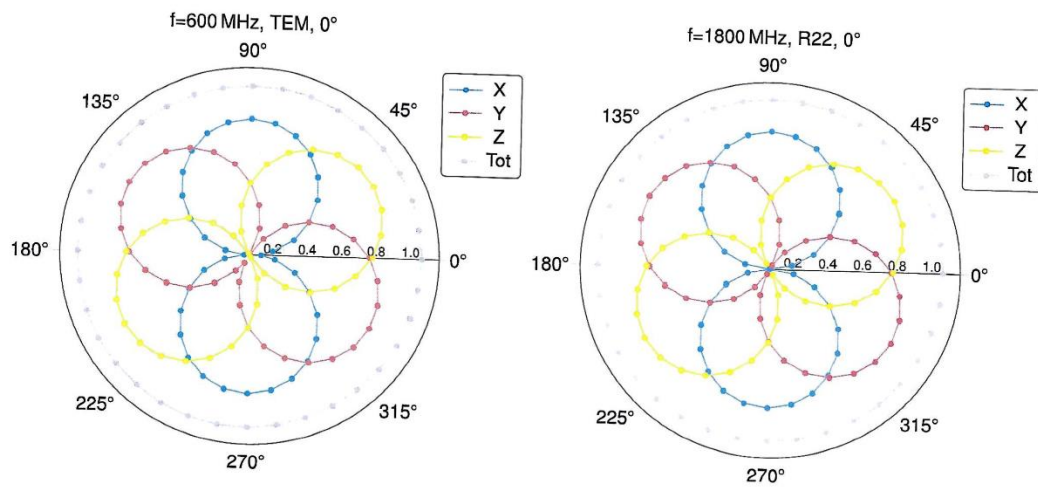 f=600 MHz, TEM, 0°
90°
135°
45°
X
Y
Z
Tot
180°
0.2 0.4 0.6 0.8 1.0
0°
225°
315°
270°
f=1800 MHz, R22, 0°
90°
135°
45°
X
Y
Z
Tot
180°
0.2 0.4 0.6 0.8 1.0
0°
225°
315°
270°